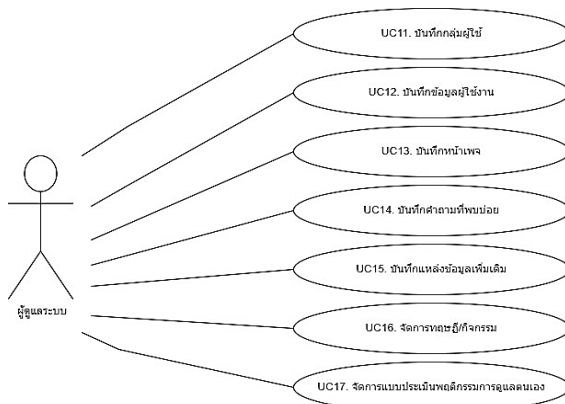 UC11. บันทึกกลุ่มผู้ใช้
UC12. บันทึกข้อมูลผู้ใช้งาน
UC13. บันทึกหน้าเพจ
UC14. บันทึกคำถามที่พบบ่อย
UC15. บันทึกแหล่งข้อมูลเพิ่มเติม
ผู้ดูแลระบบ
UC16. จัดการทฤษฎี/กิจกรรม
UC17. จัดการแบบประเมินพฤติกรรมการดูแลตนเอง